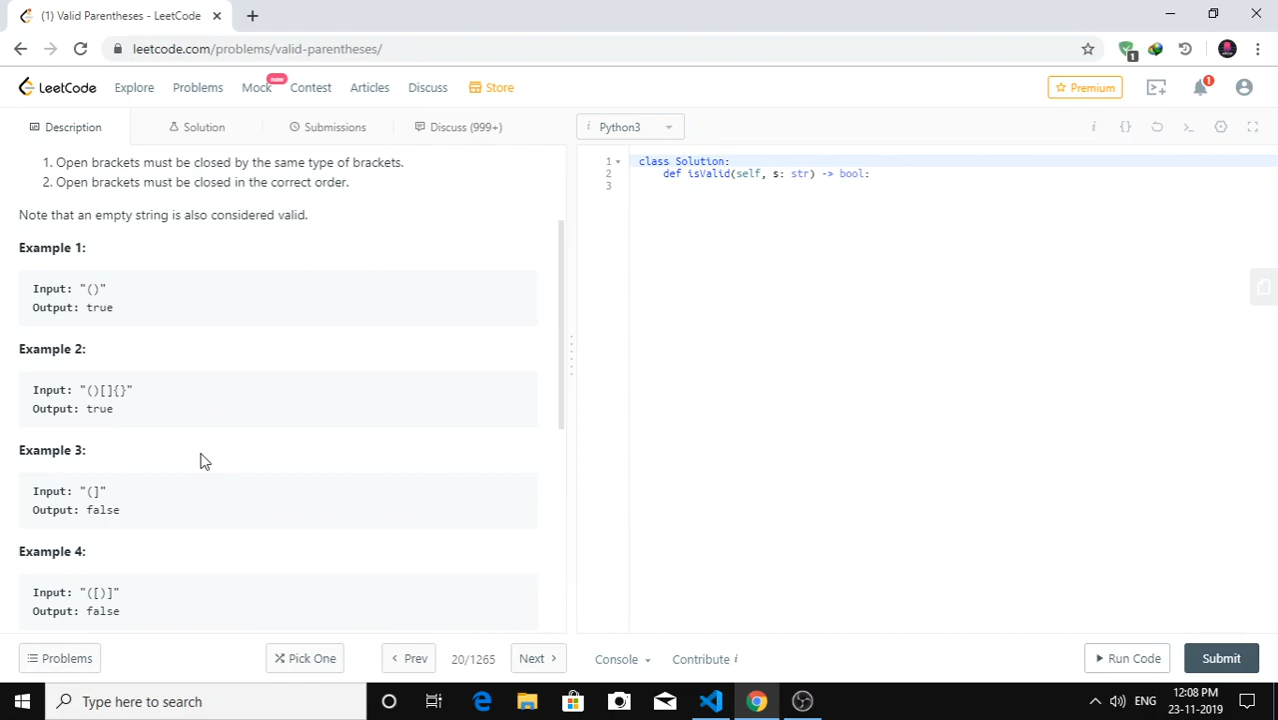 (1) Valid Parentheses - LeetCode
leetcode.com/problems/valid-parentheses/
1
LeetCode
Explore
Problems
Mock
new
Contest
Articles
Discuss
Store
Premium
1
Description
Solution
Submissions
Discuss (999+)
Python3
1. Open brackets must be closed by the same type of brackets.
2. Open brackets must be closed in the correct order.
Note that an empty string is also considered valid.
Example 1:
Input: "()"
Output: true
Example 2:
Input: "()[]{}"
Output: true
Example 3:
Input: "(]"
Output: false
Example 4:
Input: "([)]"
Output: false
1 class Solution:
2 def isValid(self, s: str) -> bool:
3
Problems
Pick One
Prev
20/1265
Next
Console
Contribute i
Run Code
Submit
Type here to search
ENG
12:08 PM
23-11-2019